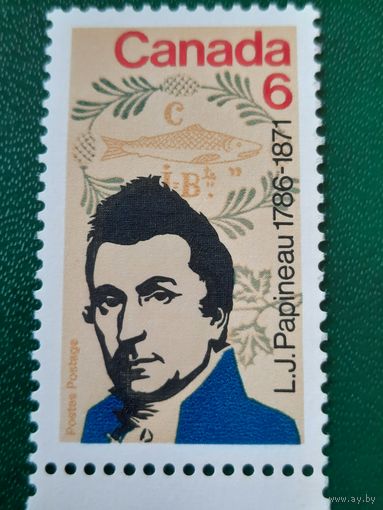 Canada
6
C
J-B
L.J. Papineau 1786-1871
Postes Postage
www.ay.by